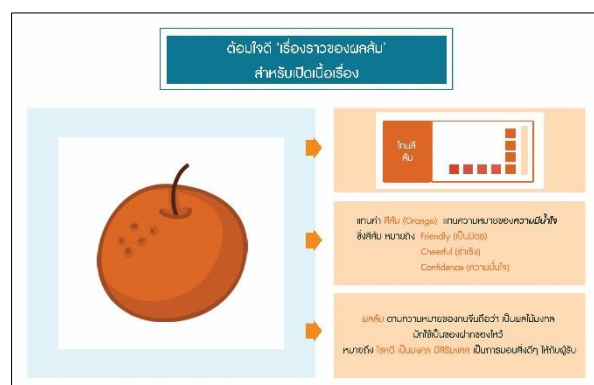 ต้อมใจดี ‘เรื่องราวของผลส้ม’
สำหรับเปิดเนื้อเรื่อง
โทนสี
ส้ม
แทนค่า สีส้ม (Orange) แทนความหมายของความมีน้ำใจ
ซึ่งสีส้ม หมายถึง Friendly (เป็นมิตร)
Cheerful (ร่าเริง)
Confidence (ความมั่นใจ)
ผลส้ม ตามความหมายของคนจีนถือว่า เป็นผลไม้มงคล
มักใช้เป็นของฝากของไหว้
หมายถึง โชคดี เป็นมงคล มีสิริมงคล เป็นการมอบสิ่งดีๆ ให้กับผู้รับ